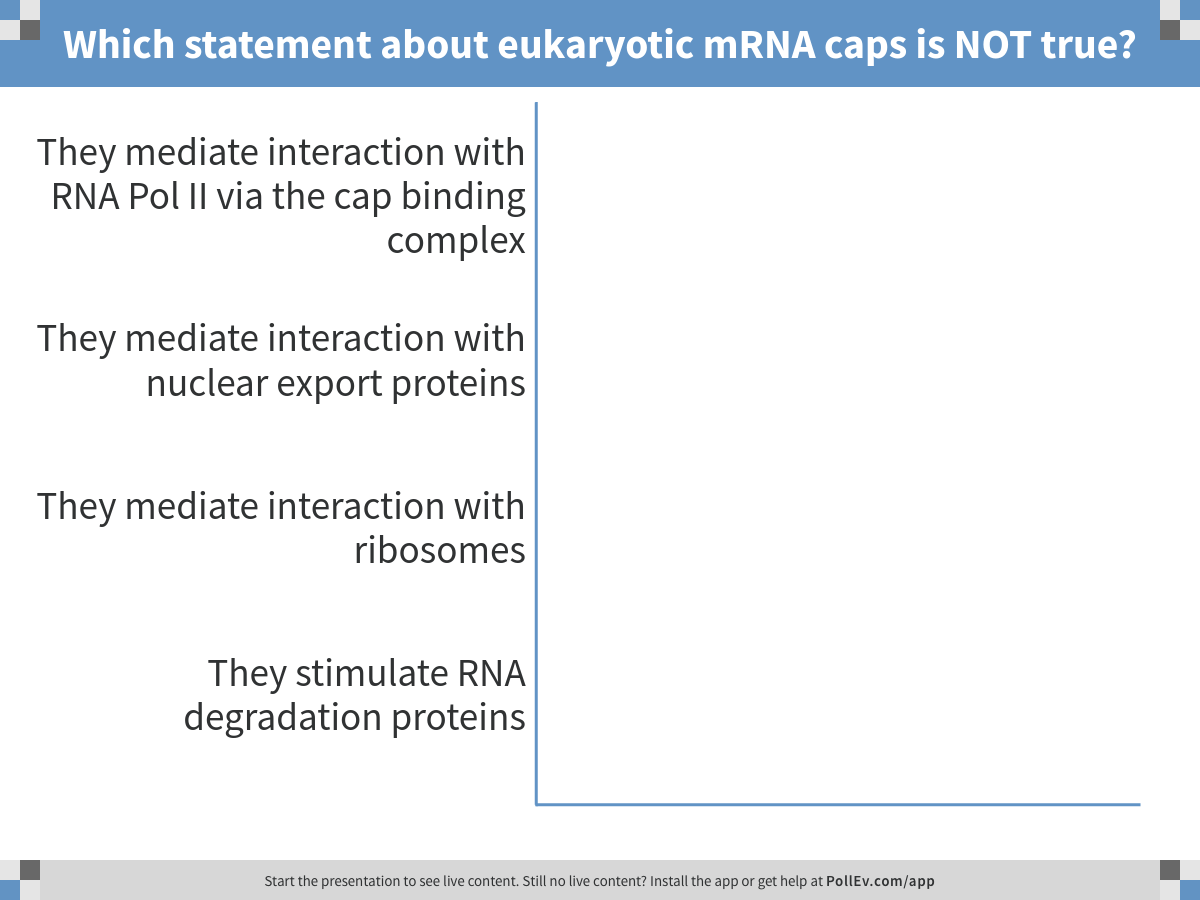 Which statement about eukaryotic mRNA caps is NOT true?
They mediate interaction with
RNA Pol II via the cap binding
complex
They mediate interaction with
nuclear export proteins
They mediate interaction with
ribosomes
They stimulate RNA
degradation proteins
Start the presentation to see live content. Still no live content? Install the app or get help at PollEv.com/app